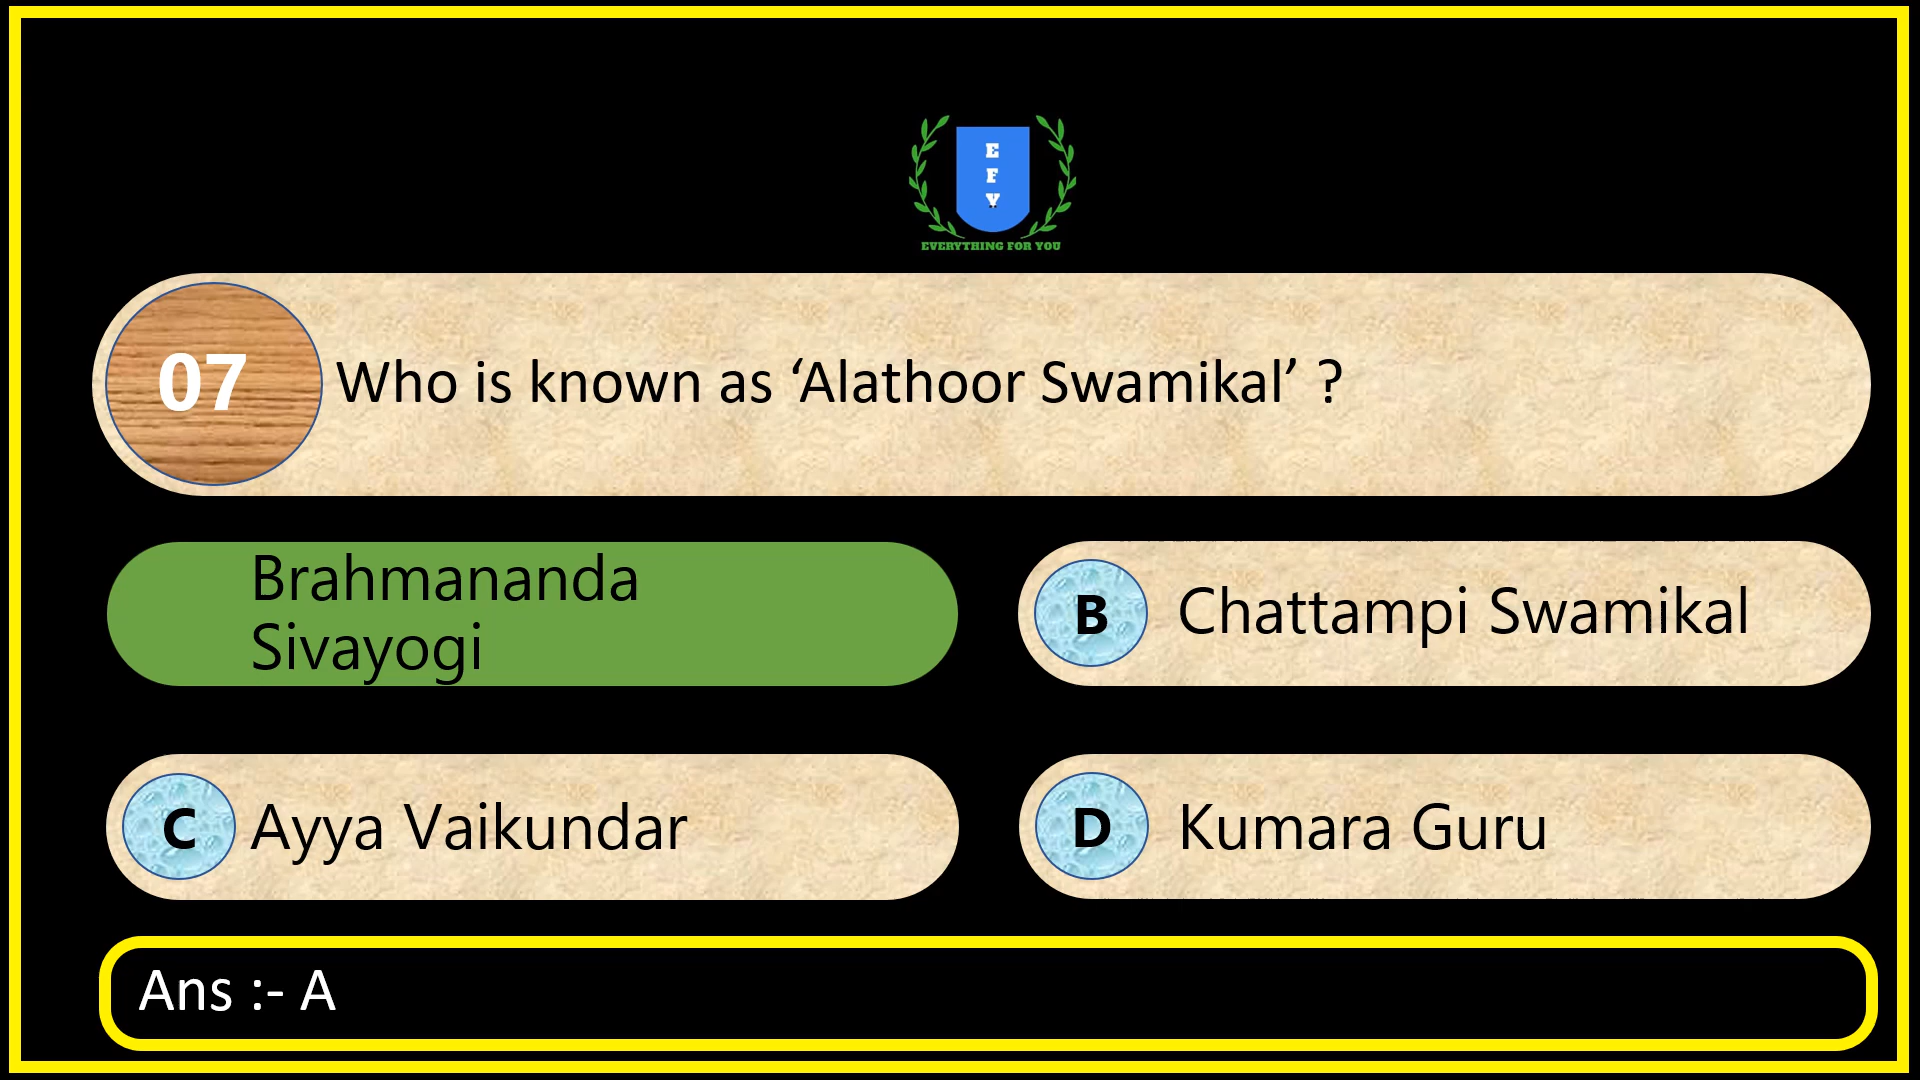 E
F
Y
EVERYTHING FOR YOU
07
Who is known as ‘Alathoor Swamikal’ ?
Brahmananda
Sivayogi
B
Chattampi Swamikal
C
Ayya Vaikundar
D
Kumara Guru
Ans :- A